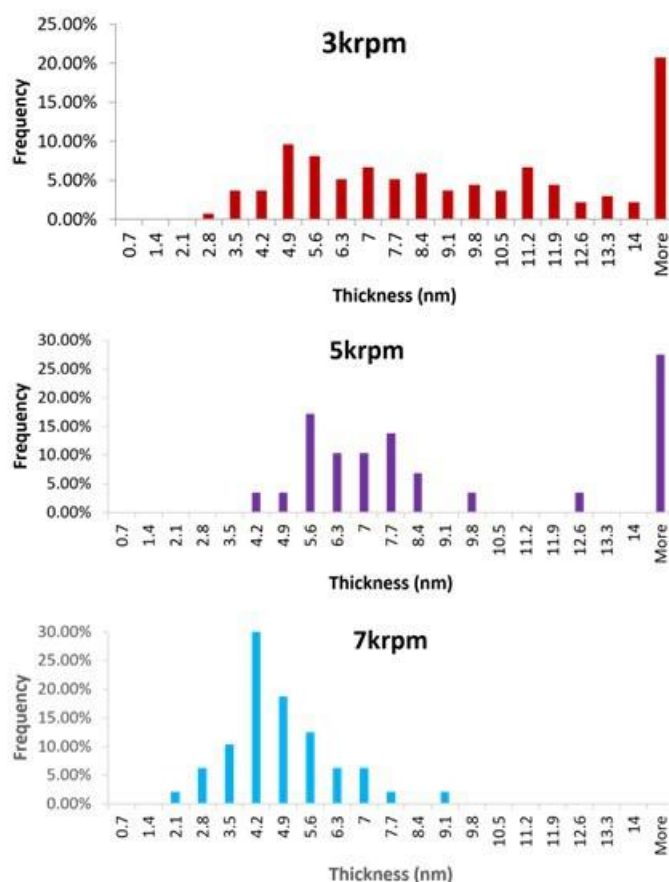 3krpm
Frequency
25.00%
20.00%
15.00%
10.00%
5.00%
0.00%
0.7 1.4 2.1 2.8 3.5 4.2 4.9 5.6 6.3 7 7.7 8.4 9.1 9.8 10.5 11.2 11.9 12.6 13.3 14 More
Thickness (nm)
5krpm
Frequency
30.00%
25.00%
20.00%
15.00%
10.00%
5.00%
0.00%
0.7 1.4 2.1 2.8 3.5 4.2 4.9 5.6 6.3 7 7.7 8.4 9.1 9.8 10.5 11.2 11.9 12.6 13.3 14 More
Thickness (nm)
7krpm
Frequency
30.00%
25.00%
20.00%
15.00%
10.00%
5.00%
0.00%
0.7 1.4 2.1 2.8 3.5 4.2 4.9 5.6 6.3 7 7.7 8.4 9.1 9.8 10.5 11.2 11.9 12.6 13.3 14 More
Thickness (nm)